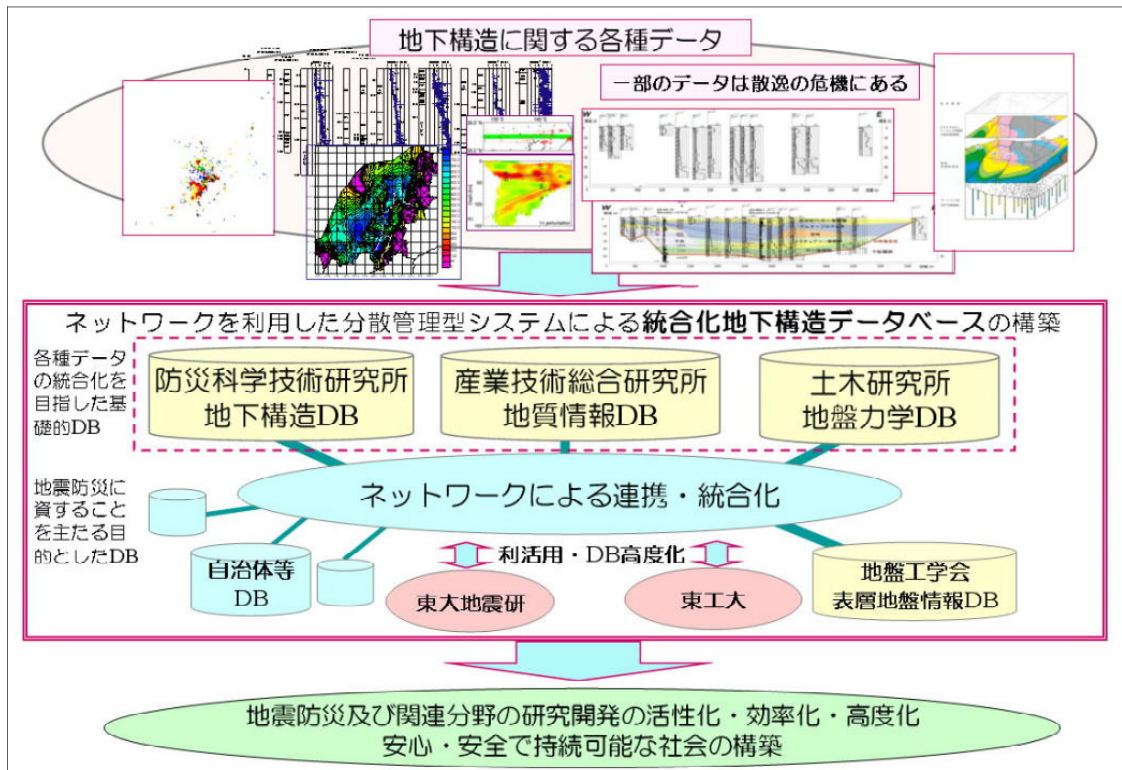 地下構造に関する各種データ
一部のデータは散逸の危機にある
W
E
W
ネットワークを利用した分散管理型システムによる統合化地下構造データベースの構築
各種データ
の統合化を
目指した基
礎的DB
防災科学技術研究所
地下構造DB
産業技術総合研究所
地質情報DB
土木研究所
地盤力学DB
ネットワークによる連携・統合化
地震防災に
資すること
を主たる目
的としたDB
利活用・DB高度化
自治体等
DB
東大地震研
東工大
地盤工学会
表層地盤情報DB
地震防災及び関連分野の研究開発の活性化・効率化・高度化
安心・安全で持続可能な社会の構築